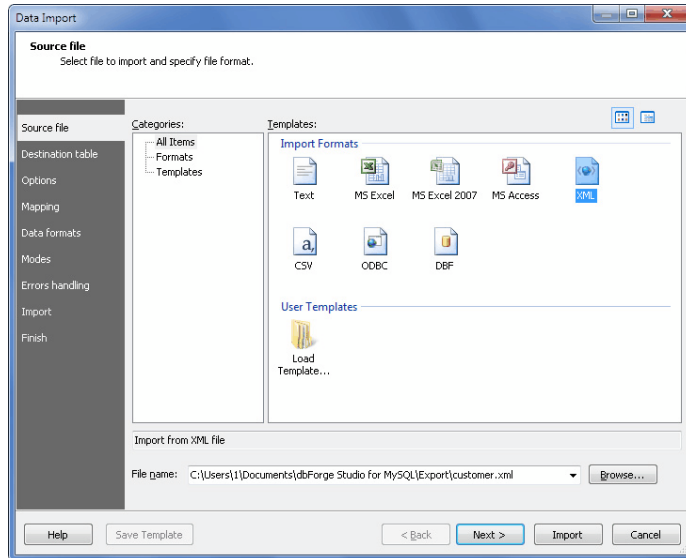 Data Import
Source file
Select file to import and specify file format.
Source file
Destination table
Options
Mapping
Data formats
Modes
Errors handling
Import
Finish
Categories:
All Items
Formats
Templates
Templates:
Import Formats
Text MS Excel MS Excel 2007 MS Access XML
a,
CSV ODBC DBF
User Templates
Load
Template...
Import from XML file
File name: C:\Users\1\Documents\dbForge Studio for MySQL\Export\customer.xml Browse...
Help Save Template < Back Next > Import Cancel